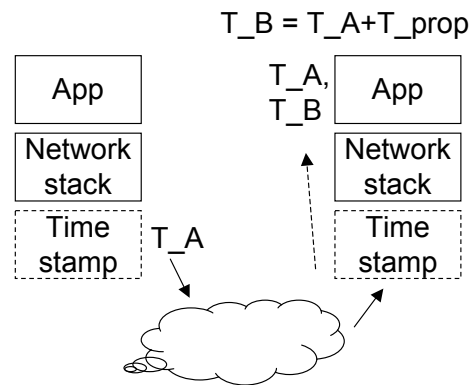 T_B = T_A+T_prop
App
Network
stack
Time
stamp
T_A
T_A,
T_B
App
Network
stack
Time
stamp